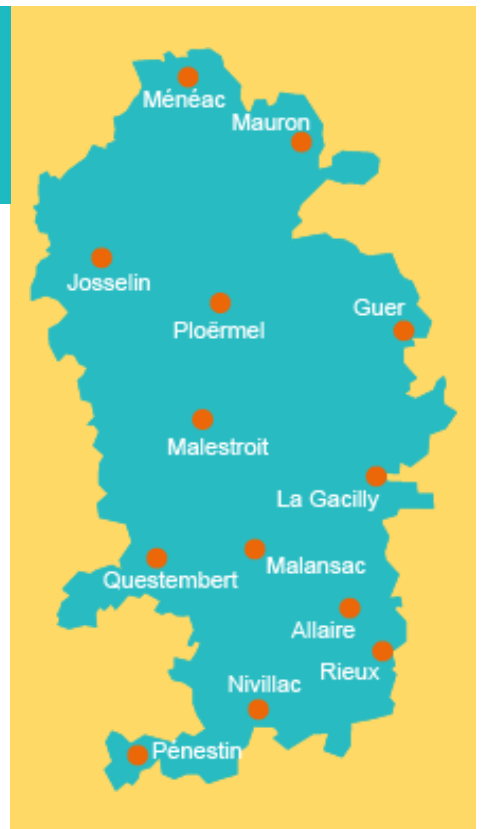 Ménéac
Mauron
Josselin
Ploërmel
Guer
Malestroit
La Gacilly
Malansac
Questembert
Allaire
Rieux
Nivillac
Pénestin